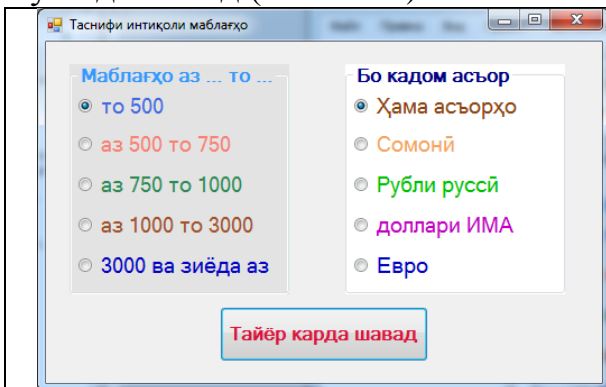 Таснифи интиқоли маблағҳо
Маблағҳо аз ... то ...
то 500
аз 500 то 750
аз 750 то 1000
аз 1000 то 3000
3000 ва зиёда аз
Бо кадом асъор
Ҳама асъорҳо
Сомонӣ
Рубли руссӣ
доллари ИМА
Евро
Тайёр карда шавад